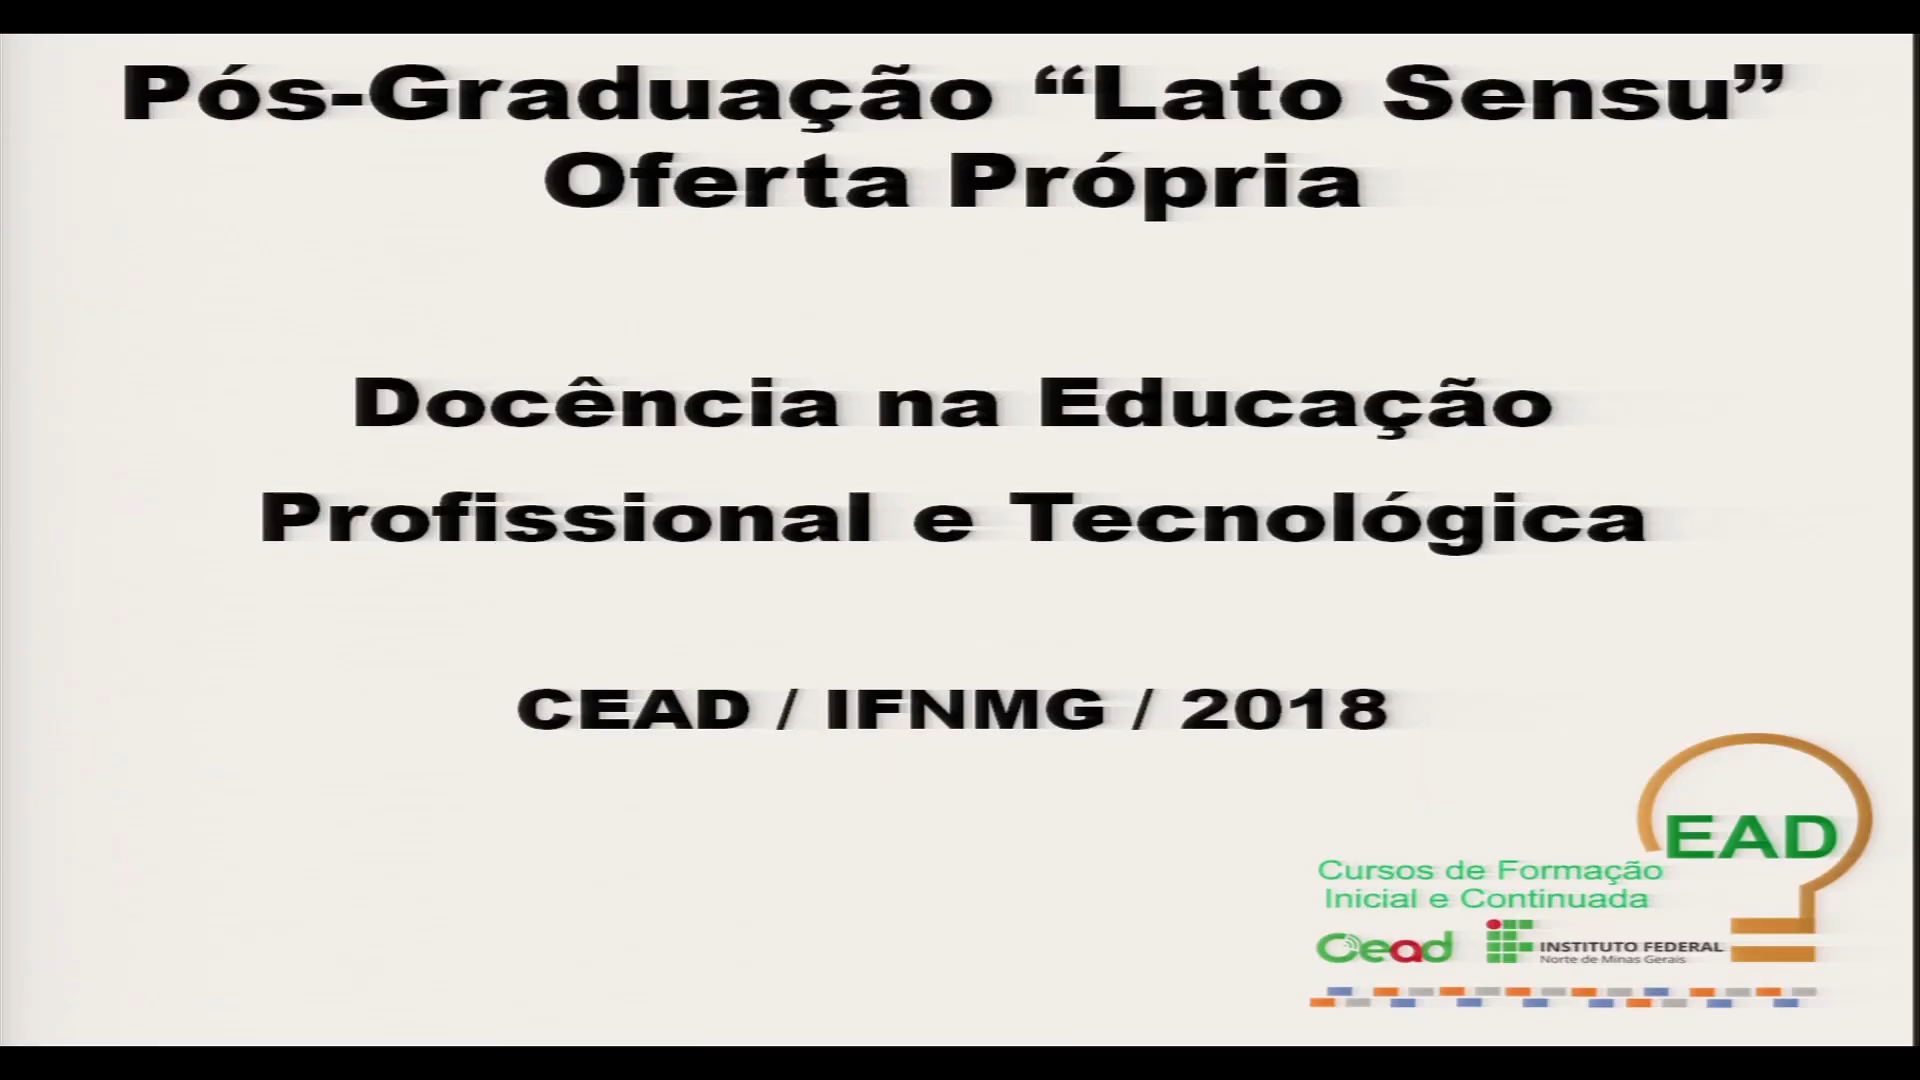 Pós-Graduação “Lato Sensu”
Oferta Própria
Docência na Educação
Profissional e Tecnológica
CEAD / IFNMG / 2018
EAD
Cursos de Formação
Inicial e Continuada
Cead
INSTITUTO FEDERAL
Norte de Minas Gerais